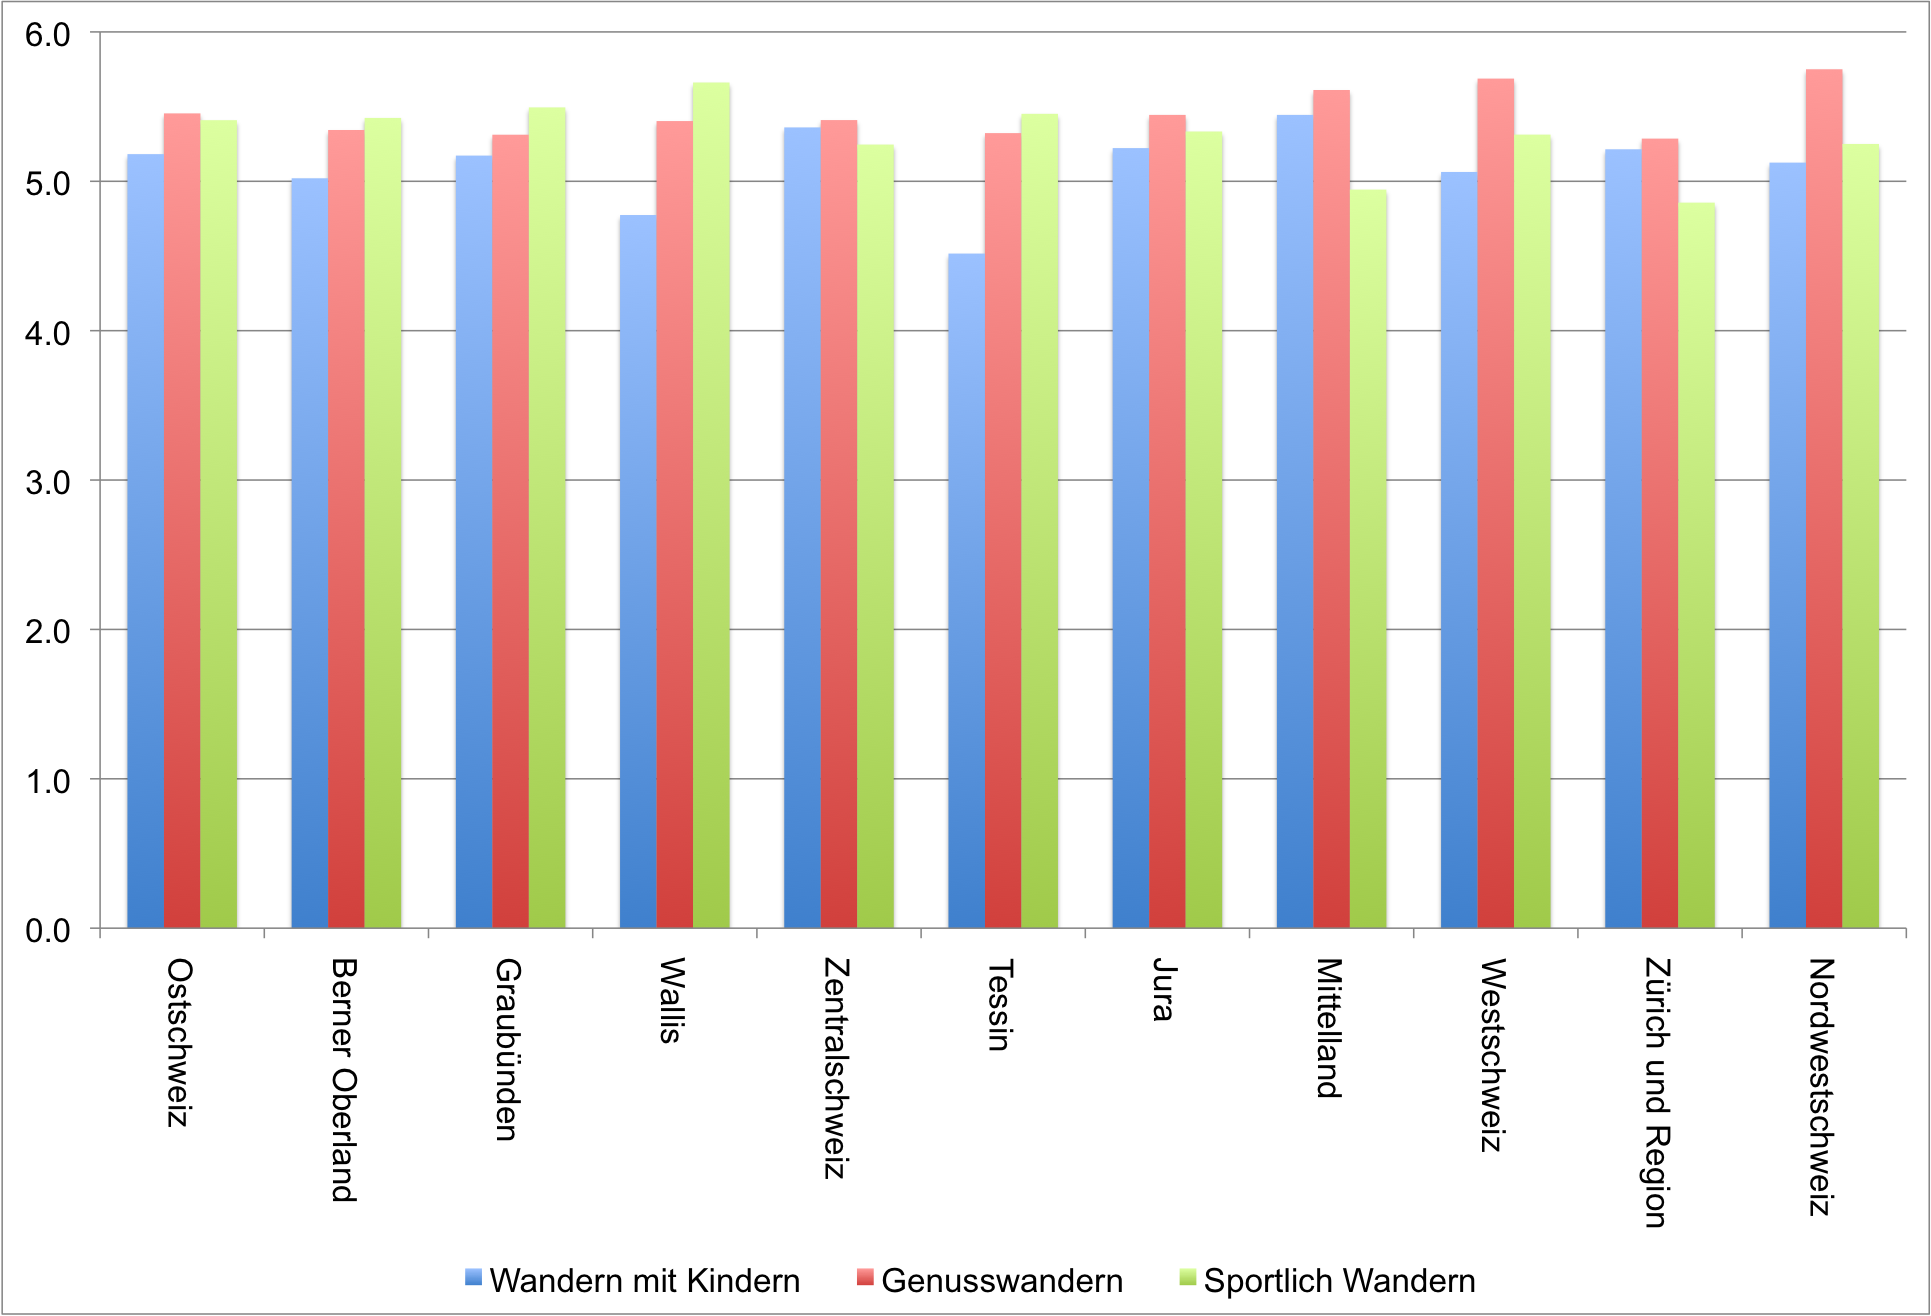 6.0
5.0
4.0
3.0
2.0
1.0
0.0
Ostschweiz
Berner Oberland
Graubünden
Wallis
Zentralschweiz
Tessin
Jura
Mittelland
Westschweiz
Zürich und Region
Nordwestschweiz
Wandern mit Kindern
Genusswandern
Sportlich Wandern